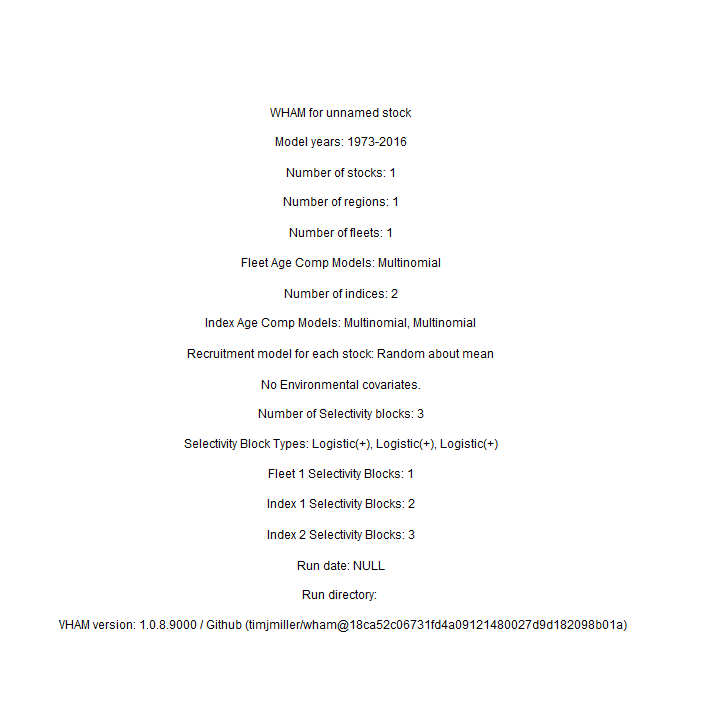 WHAM for unnamed stock
Model years: 1973-2016
Number of stocks: 1
Number of regions: 1
Number of fleets: 1
Fleet Age Comp Models: Multinomial
Number of indices: 2
Index Age Comp Models: Multinomial, Multinomial
Recruitment model for each stock: Random about mean
No Environmental covariates.
Number of Selectivity blocks: 3
Selectivity Block Types: Logistic(+), Logistic(+), Logistic(+)
Fleet 1 Selectivity Blocks: 1
Index 1 Selectivity Blocks: 2
Index 2 Selectivity Blocks: 3
Run date: NULL
Run directory:
WHAM version: 1.0.8.9000 / Github (timjmiller/wham@18ca52c06731fd4a09121480027d9d182098b01a)